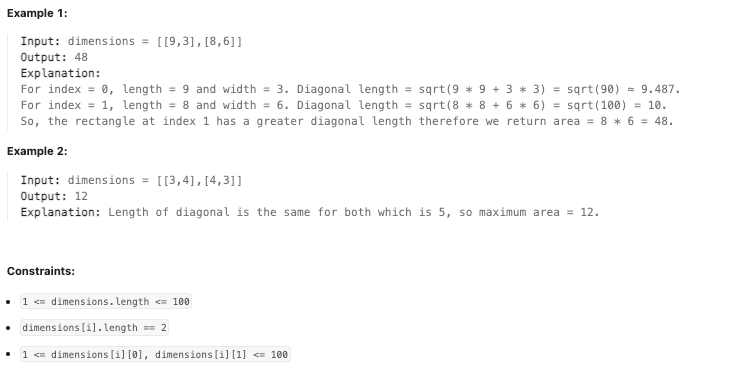 Example 1:
Input: dimensions = [[9,3],[8,6]]
Output: 48
Explanation:
For index = 0, length = 9 and width = 3. Diagonal length = sqrt(9 * 9 + 3 * 3) = sqrt(90) ≈ 9.487.
For index = 1, length = 8 and width = 6. Diagonal length = sqrt(8 * 8 + 6 * 6) = sqrt(100) = 10.
So, the rectangle at index 1 has a greater diagonal length therefore we return area = 8 * 6 = 48.
Example 2:
Input: dimensions = [[3,4],[4,3]]
Output: 12
Explanation: Length of diagonal is the same for both which is 5, so maximum area = 12.
Constraints:
• 1 <= dimensions.length <= 100
• dimensions[i].length == 2
• 1 <= dimensions[i][0], dimensions[i][1] <= 100